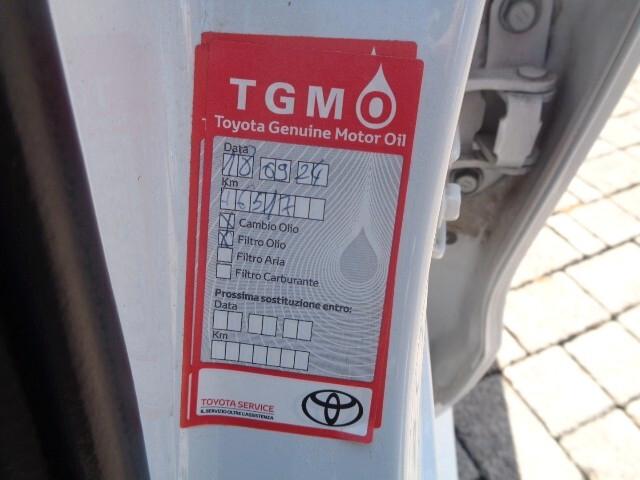 TGMO
Toyota Genuine Motor Oil
Data
18 09 24
Km
Cambio Olio
Filtro Olio
Filtro Aria
Filtro Carburante
Prossima sostituzione entro:
Data
Km
TOYOTA SERVICE
IL SERVIZIO OLTRE L'ASSISTENZA